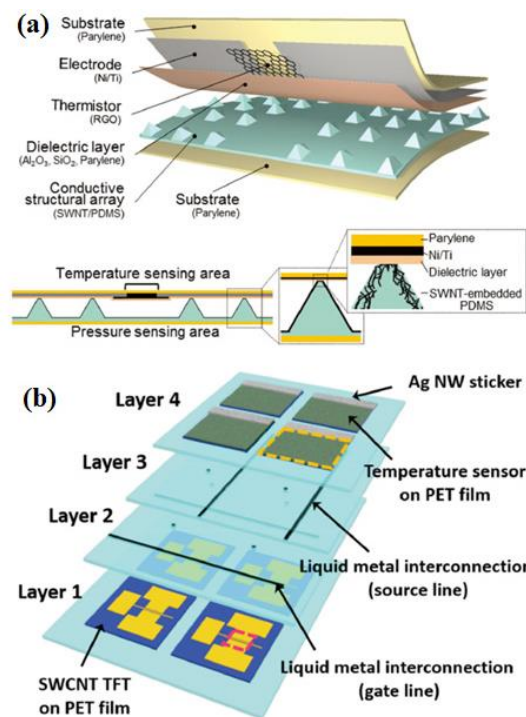 (a)
Substrate
(Parylene)
Electrode
(Ni/Ti)
Thermistor
(RGO)
Dielectric layer
(Al₂O₃, SiO₂, Parylene)
Conductive
structural array
(SWNT/PDMS)
Substrate
(Parylene)
Temperature sensing area
Pressure sensing area
Parylene
Ni/Ti
Dielectric layer
SWNT-embedded
PDMS
(b)
Layer 4
Ag NW sticker
Layer 3
Temperature sensor
on PET film
Layer 2
Liquid metal interconnection
(source line)
Layer 1
Liquid metal interconnection
(gate line)
SWCNT TFT
on PET film